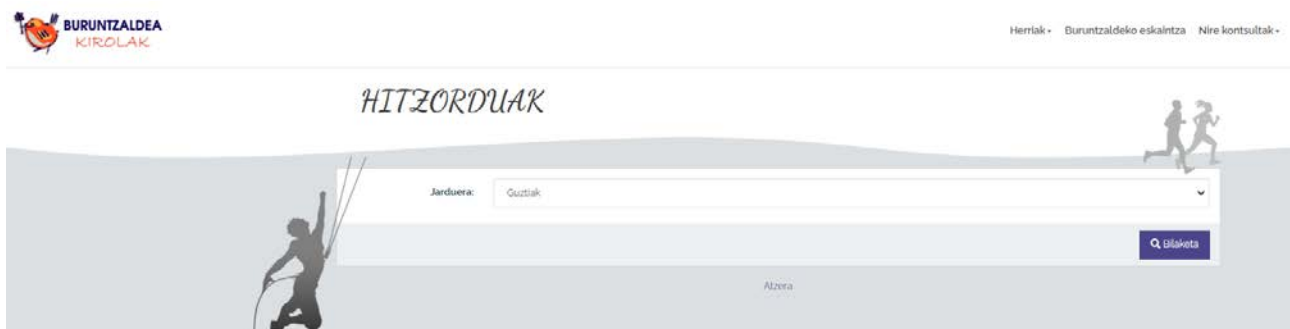 BURUNTZALDEA
KIROLAK
Herriak Buruntzaldeko eskaintza Nire kontsultak
HITZORDUAK
Jarduera: Guztiak
Bilaketa
Atzera